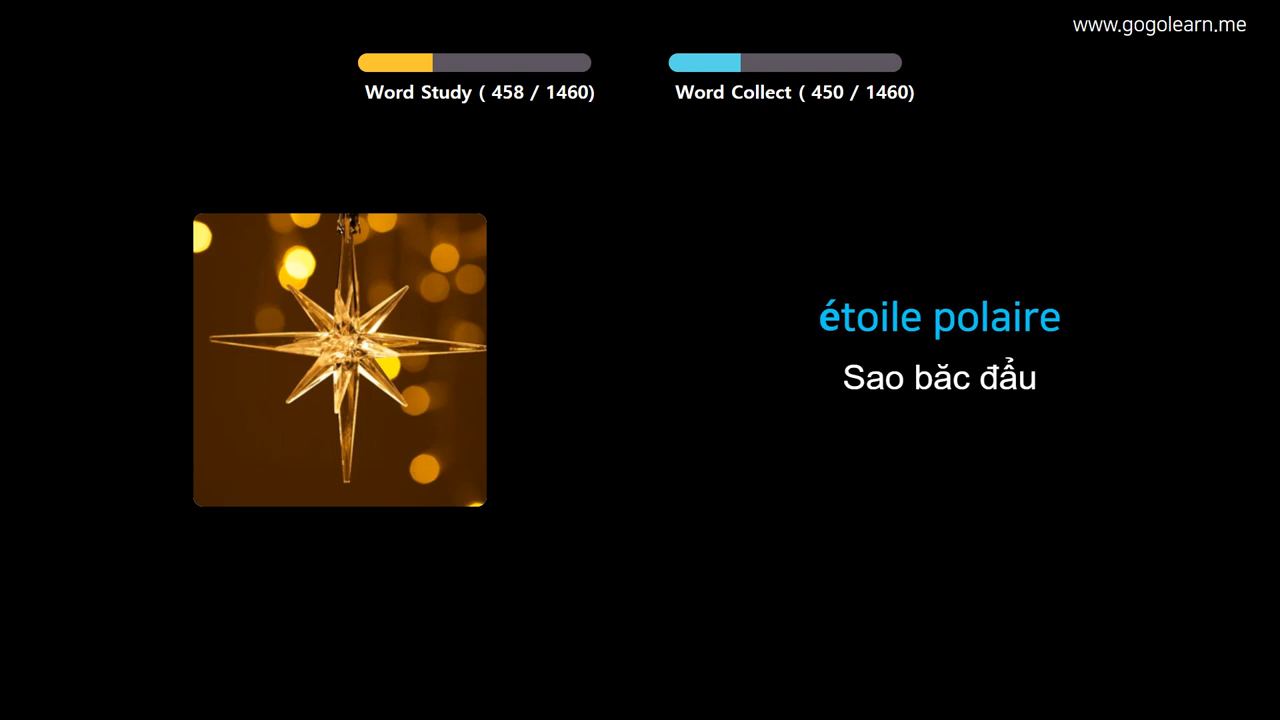 www.gogolearn.me
Word Study ( 458 / 1460)
Word Collect ( 450 / 1460)
étoile polaire
Sao băc đẩu